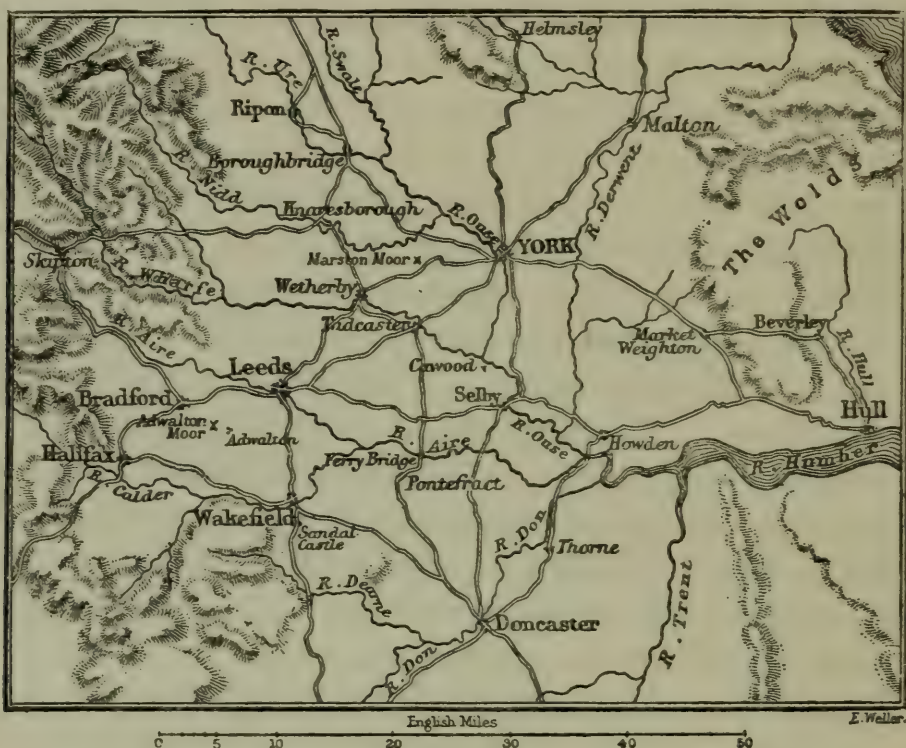 Helmsley
R. Swale
R. Ure
Ripon
Malton
Boroughbridge
R. Nidd
Knaresborough
R. Ouse
R. Derwent
The Wolds
YORK
Marston Moor x
Skipton
R. Wharfe
Wetherby
Tadcaster
Market
Weighton
Beverley
R. Hull
R. Aire
Leeds
Cawood
Bradford
Selby
Hull
Adwalton
Moor x
Adwalton
R. Ouse
Howden
Halifax
R. Aire
Ferry Bridge
R. Humber
R. Calder
Pontefract
Wakefield
Sandal
Castle
R. Don
Thorne
R. Dearne
R. Trent
Doncaster
R. Don
English Miles
E. Weller.
0 5 10 20 30 40 50